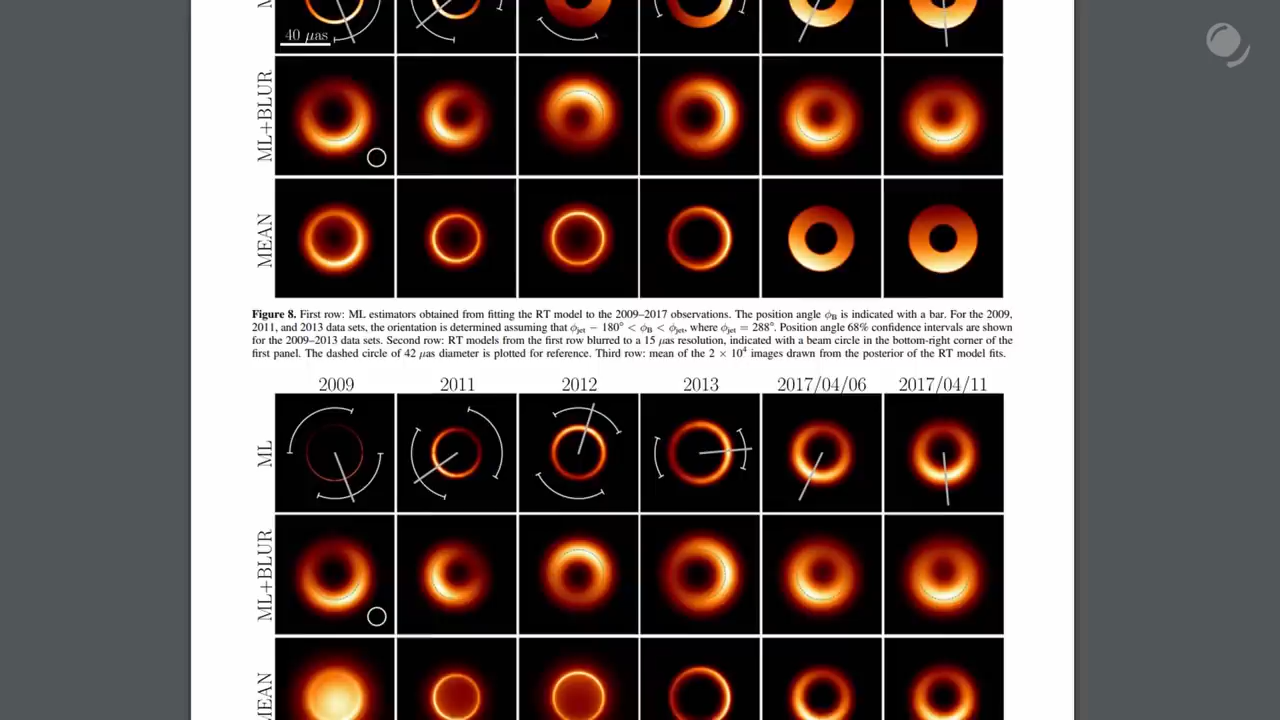 40 μas
ML+BLUR
MEAN
Figure 8. First row: ML estimators obtained from fitting the RT model to the 2009–2017 observations. The position angle ϕB is indicated with a bar. For the 2009,
2011, and 2013 data sets, the orientation is determined assuming that ϕjet − 180° < ϕB < ϕjet, where ϕjet = 288°. Position angle 68% confidence intervals are shown
for the 2009–2013 data sets. Second row: RT models from the first row blurred to a 15 μas resolution, indicated with a beam circle in the bottom-right corner of the
first panel. The dashed circle of 42 μas diameter is plotted for reference. Third row: mean of the 2 × 10⁴ images drawn from the posterior of the RT model fits.
2009 2011 2012 2013 2017/04/06 2017/04/11
ML
ML+BLUR
MEAN